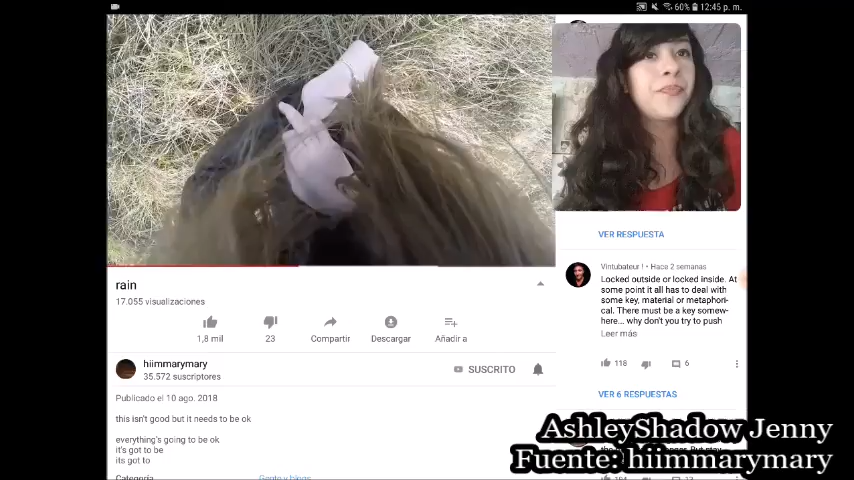 60% 12:45 p. m.
rain
17.055 visualizaciones
1,8 mil
23
Compartir
Descargar
Añadir a
hiimmarymary
35.572 suscriptores
SUSCRITO
Publicado el 10 ago. 2018
this isn't good but it needs to be ok
everything's going to be ok
it's got to be
its got to
Categoría
Gente y blogs
VER RESPUESTA
Vintubateur ! • Hace 2 semanas
Locked outside or locked inside. At
some point it all has to deal with
some key, material or metaphori-
cal. There must be a key somew-
here... why don't you try to push
Leer más
118
6
VER 6 RESPUESTAS
AshleyShadow Jenny
Fuente: hiimmarymary